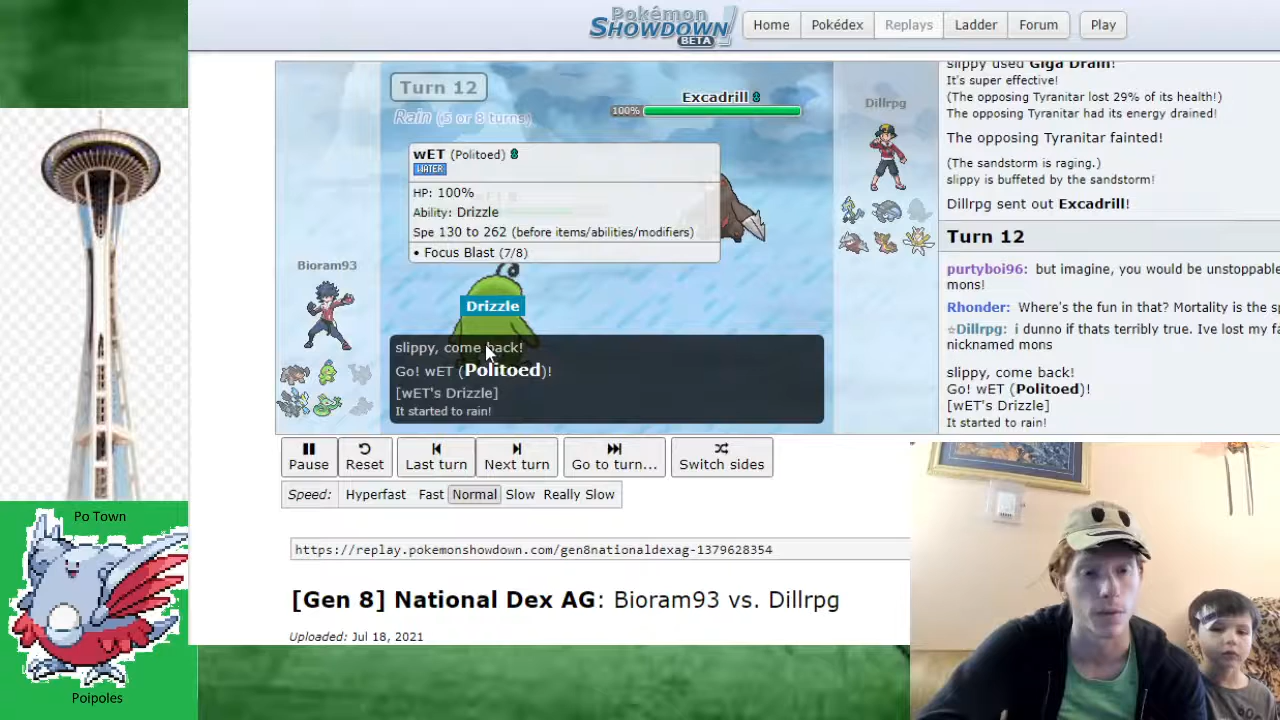 Pokémon
SHOWDOWN!
BETA
Home
Pokédex
Replays
Ladder
Forum
Play
Turn 12
Rain (5 or 8 turns)
Excadrill
100%
wET (Politoed)
WATER
HP: 100%
Ability: Drizzle
Spe 130 to 262 (before items/abilities/modifiers)
• Focus Blast (7/8)
Bioram93
Dillrpg
Drizzle
slippy, come back!
Go! wET (Politoed)!
[wET's Drizzle]
It started to rain!
slippy used Giga Drain!
It's super effective!
(The opposing Tyranitar lost 29% of its health!)
The opposing Tyranitar had its energy drained!
The opposing Tyranitar fainted!
(The sandstorm is raging.)
slippy is buffeted by the sandstorm!
Dillrpg sent out Excadrill!
Turn 12
purtyboi96: but imagine, you would be unstoppable
mons!
Rhonder: Where's the fun in that? Mortality is the
☆Dillrpg: i dunno if thats terribly true. Ive lost my
nicknamed mons
slippy, come back!
Go! wET (Politoed)!
[wET's Drizzle]
It started to rain!
Pause
Reset
Last turn
Next turn
Go to turn...
Switch sides
Speed:
Hyperfast
Fast
Normal
Slow
Really Slow
https://replay.pokemonshowdown.com/gen8nationaldexag-1379628354
[Gen 8] National Dex AG: Bioram93 vs. Dillrpg
Uploaded: Jul 18, 2021
Po Town
Poipoles